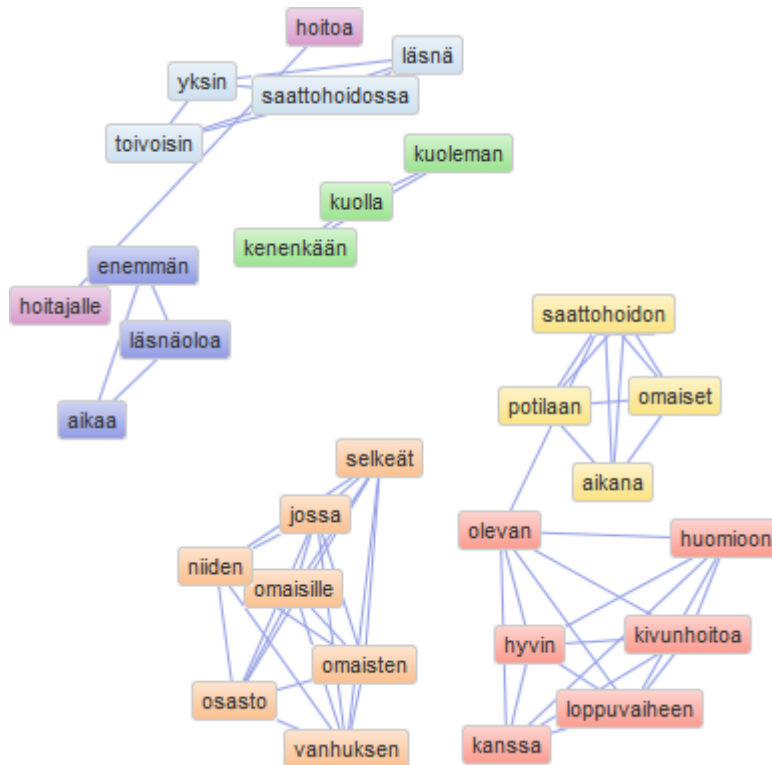 hoitoa
läsnä
yksin
saattohoidossa
toivoisin
kuoleman
kuolla
kenenkään
enemmän
hoitajalle
läsnäoloa
aikaa
saattohoidon
omaiset
potilaan
aikana
selkeät
jossa
niiden
omaisille
omaisten
osasto
vanhuksen
olevan
huomioon
kivunhoitoa
hyvin
loppuvaiheen
kanssa